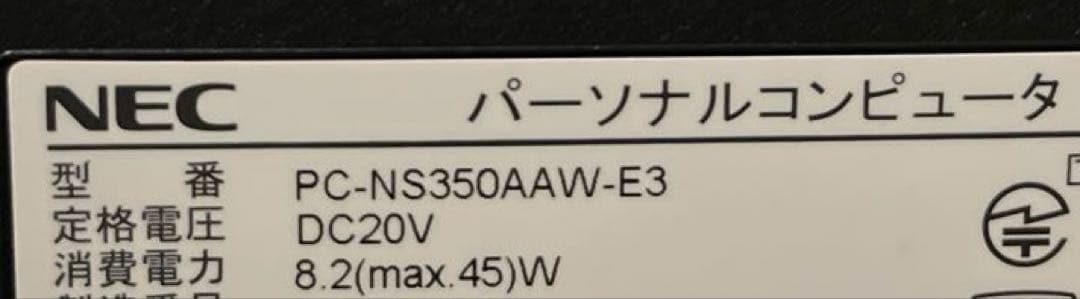 NEC パーソナルコンピュータ
型 番 PC-NS350AAW-E3
定格電圧 DC20V
消費電力 8.2(max.45)W